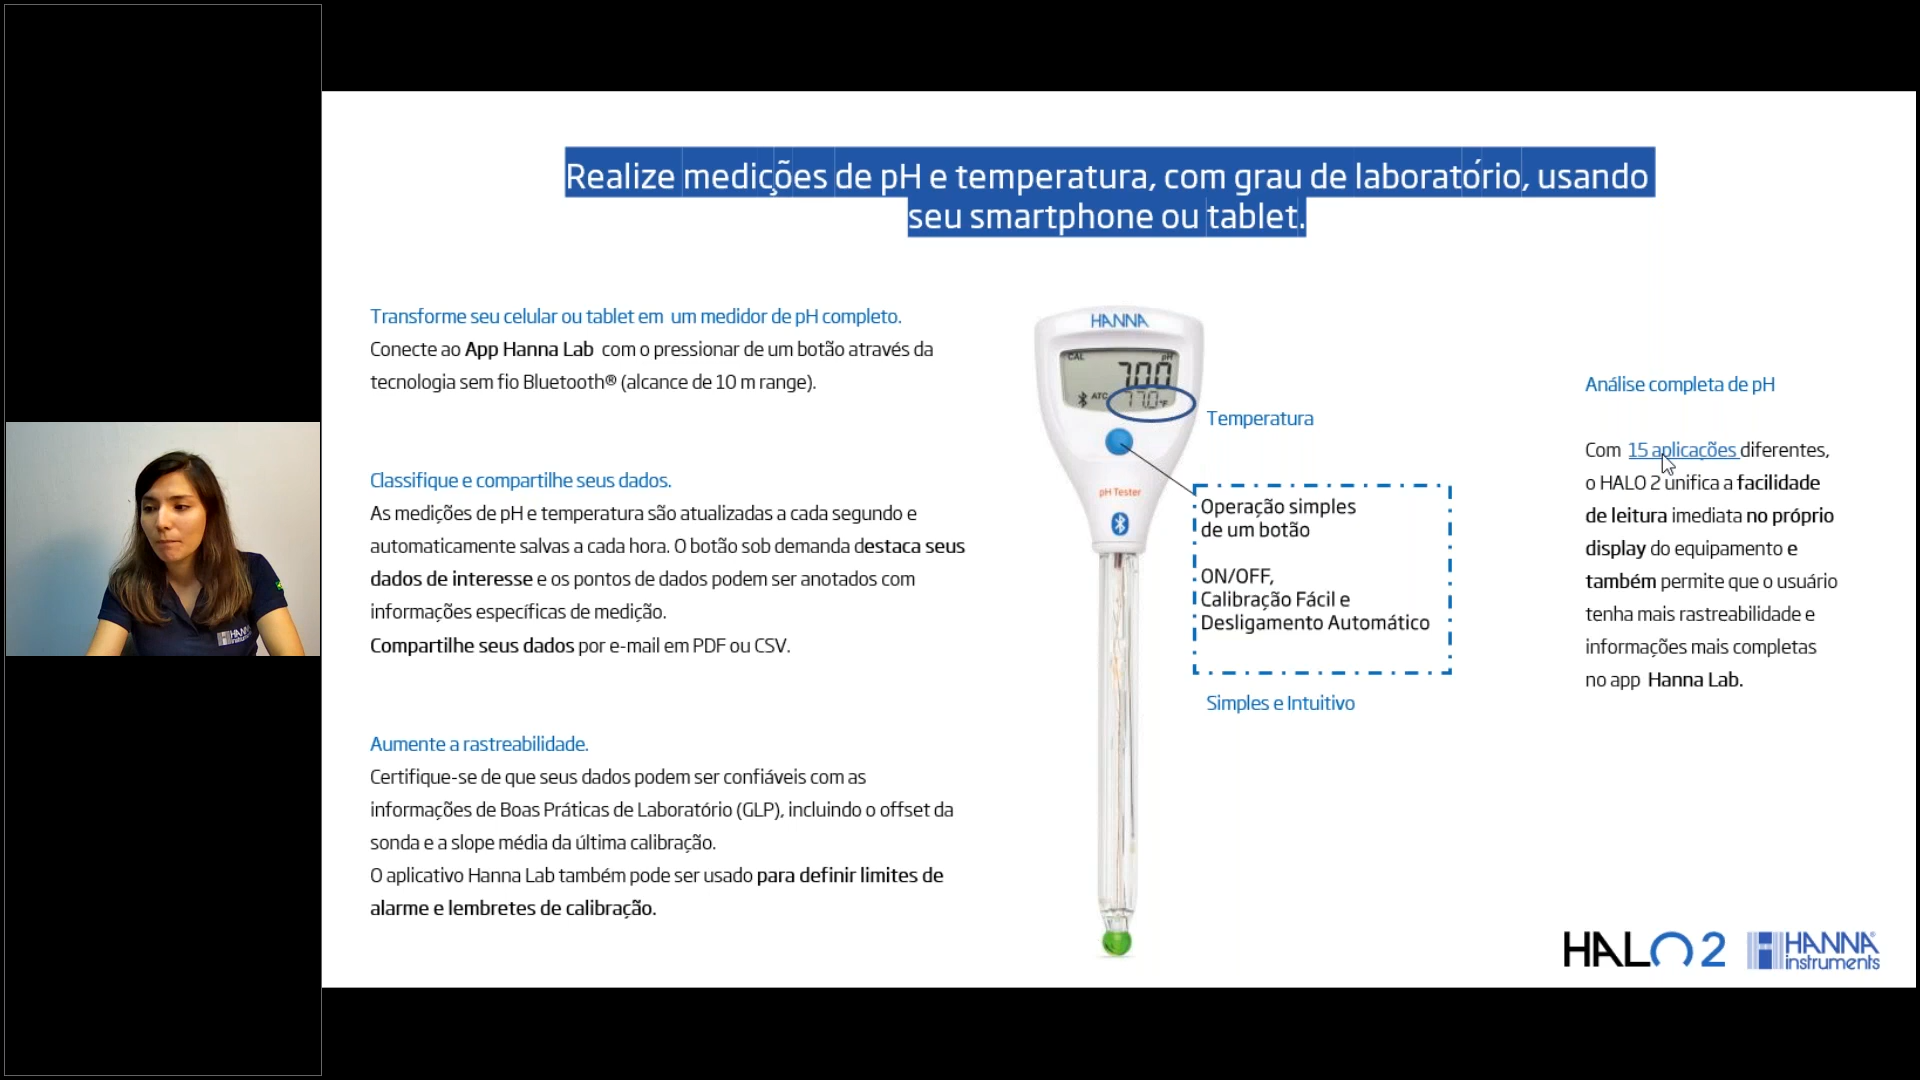 Realize medições de pH e temperatura, com grau de laboratório, usando
seu smartphone ou tablet.
Transforme seu celular ou tablet em um medidor de pH completo.
Conecte ao App Hanna Lab com o pressionar de um botão através da
tecnologia sem fio Bluetooth® (alcance de 10 m range).
Classifique e compartilhe seus dados.
As medições de pH e temperatura são atualizadas a cada segundo e
automaticamente salvas a cada hora. O botão sob demanda destaca seus
dados de interesse e os pontos de dados podem ser anotados com
informações específicas de medição.
Compartilhe seus dados por e-mail em PDF ou CSV.
Aumente a rastreabilidade.
Certifique-se de que seus dados podem ser confiáveis com as
informações de Boas Práticas de Laboratório (GLP), incluindo o offset da
sonda e a slope média da última calibração.
O aplicativo Hanna Lab também pode ser usado para definir limites de
alarme e lembretes de calibração.
HANNA
CAL pH
7.00
ATC 77.0 °F
pH Tester
Temperatura
Operação simples
de um botão
ON/OFF,
Calibração Fácil e
Desligamento Automático
Simples e Intuitivo
Análise completa de pH
Com 15 aplicações diferentes,
o HALO 2 unifica a facilidade
de leitura imediata no próprio
display do equipamento e
também permite que o usuário
tenha mais rastreabilidade e
informações mais completas
no app Hanna Lab.
HALO 2
HANNA
instruments